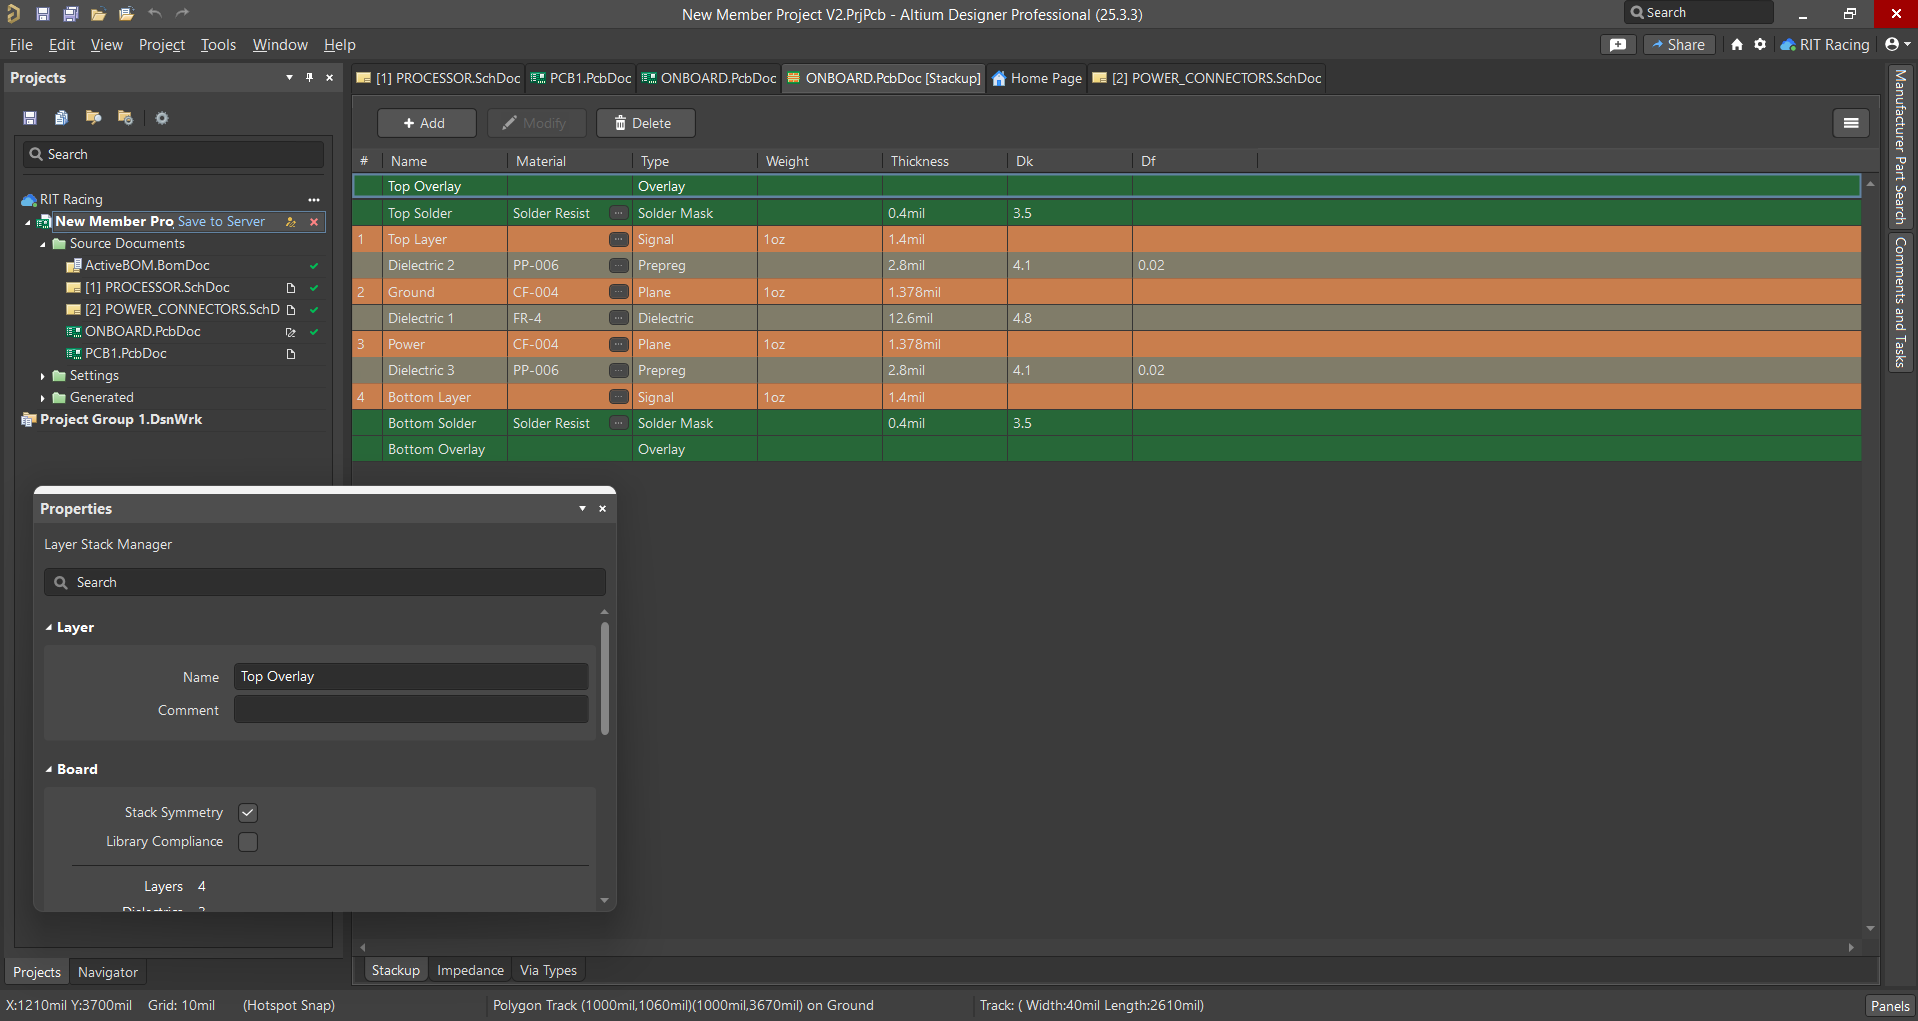 New Member Project V2.PrjPcb - Altium Designer Professional (25.3.3)
Search
File Edit View Project Tools Window Help
Share
RIT Racing
Projects
[1] PROCESSOR.SchDoc
PCB1.PcbDoc
ONBOARD.PcbDoc
ONBOARD.PcbDoc [Stackup]
Home Page
[2] POWER_CONNECTORS.SchDoc
Search
RIT Racing
New Member Pro Save to Server
Source Documents
ActiveBOM.BomDoc
[1] PROCESSOR.SchDoc
[2] POWER_CONNECTORS.SchD
ONBOARD.PcbDoc
PCB1.PcbDoc
Settings
Generated
Project Group 1.DsnWrk
+ Add Modify Delete
# Name Material Type Weight Thickness Dk Df
Top Overlay Overlay
Top Solder Solder Resist ... Solder Mask 0.4mil 3.5
1 Top Layer ... Signal 1oz 1.4mil
Dielectric 2 PP-006 ... Prepreg 2.8mil 4.1 0.02
2 Ground CF-004 ... Plane 1oz 1.378mil
Dielectric 1 FR-4 ... Dielectric 12.6mil 4.8
3 Power CF-004 ... Plane 1oz 1.378mil
Dielectric 3 PP-006 ... Prepreg 2.8mil 4.1 0.02
4 Bottom Layer ... Signal 1oz 1.4mil
Bottom Solder Solder Resist ... Solder Mask 0.4mil 3.5
Bottom Overlay Overlay
Manufacturer Part Search
Comments and Tasks
Properties
Layer Stack Manager
Search
Layer
Name Top Overlay
Comment
Board
Stack Symmetry
Library Compliance
Layers 4
Projects Navigator
Stackup Impedance Via Types
X:1210mil Y:3700mil Grid: 10mil (Hotspot Snap) Polygon Track (1000mil,1060mil)(1000mil,3670mil) on Ground Track: ( Width:40mil Length:2610mil)
Panels